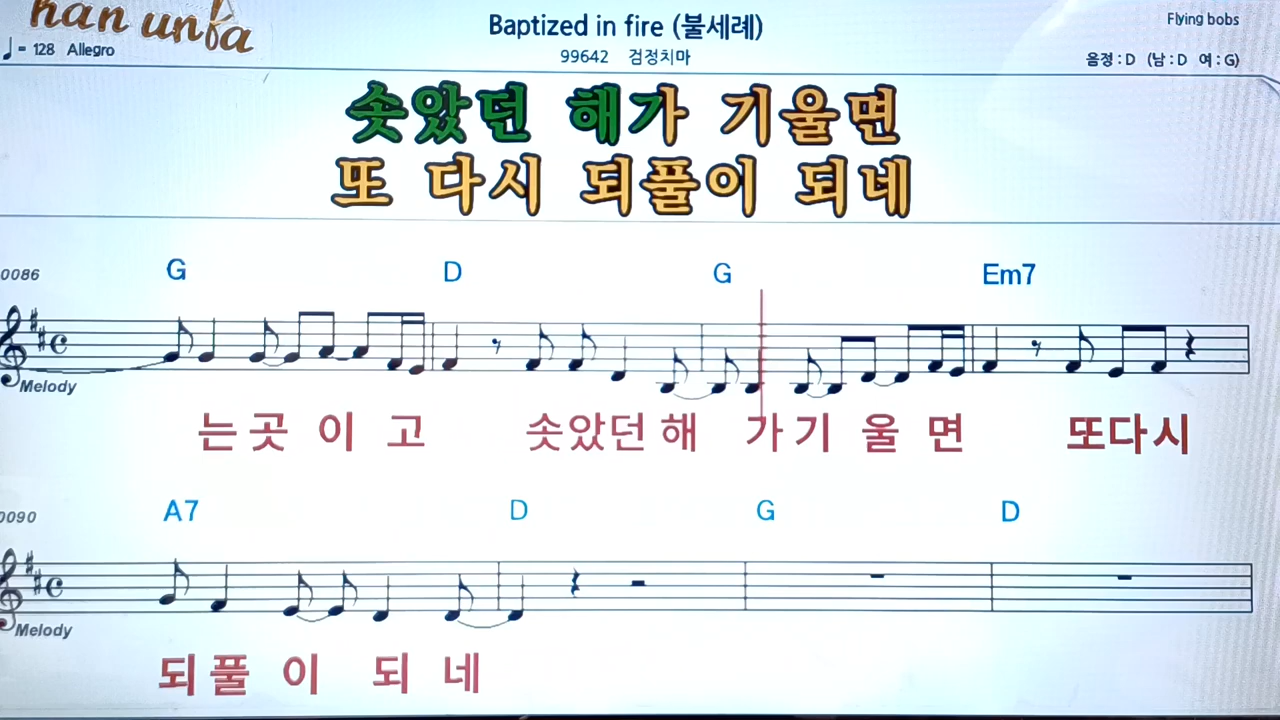 han unfa
Baptized in fire (불세례)
Flying bobs
♩= 128 Allegro
99642 검정치마
음정 : D (남 : D 여 : G)
솟았던 해가 기울면
또 다시 되풀이 되네
0086
G D G Em7
Melody
는곳 이 고 솟았던 해 가기 울 면 또다시
0090
A7 D G D
Melody
되풀 이 되 네